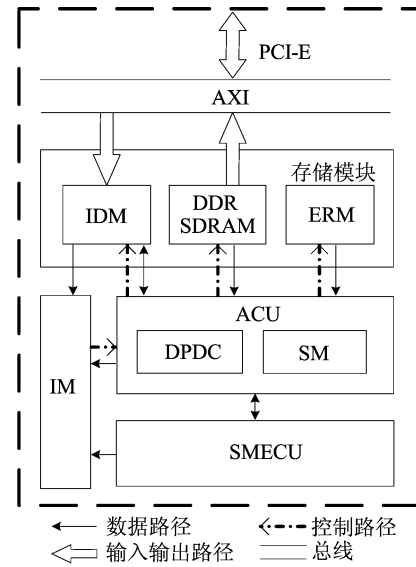 PCI-E
AXI
存储模块
IDM
DDR
SDRAM
ERM
ACU
DPDC
SM
IM
SMECU
数据路径
控制路径
输入输出路径
总线